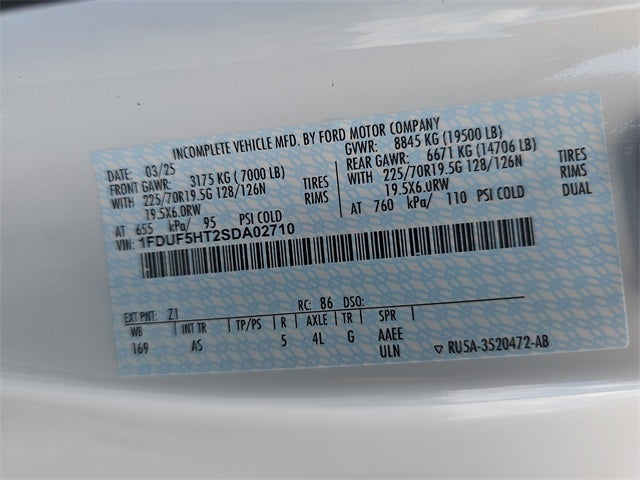 INCOMPLETE VEHICLE MFD. BY FORD MOTOR COMPANY
DATE: 03/25 GVWR: 8845 KG (19500 LB)
FRONT GAWR: 3175 KG (7000 LB) REAR GAWR: 6671 KG (14706 LB)
WITH 225/70R19.5G 128/126N TIRES WITH 225/70R19.5G 128/126N TIRES
19.5X6.0RW RIMS 19.5X6.0RW RIMS
AT 655 kPa/ 95 PSI COLD AT 760 kPa/ 110 PSI COLD DUAL
VIN: 1FDUF5HT2SDA02710
EXT PNT: Z1 RC: 86 DSO:
WB INT TR TP/PS R AXLE TR SPR
169 AS 5 4L G AAEE
ULN ▽ RU5A-3520472-AB